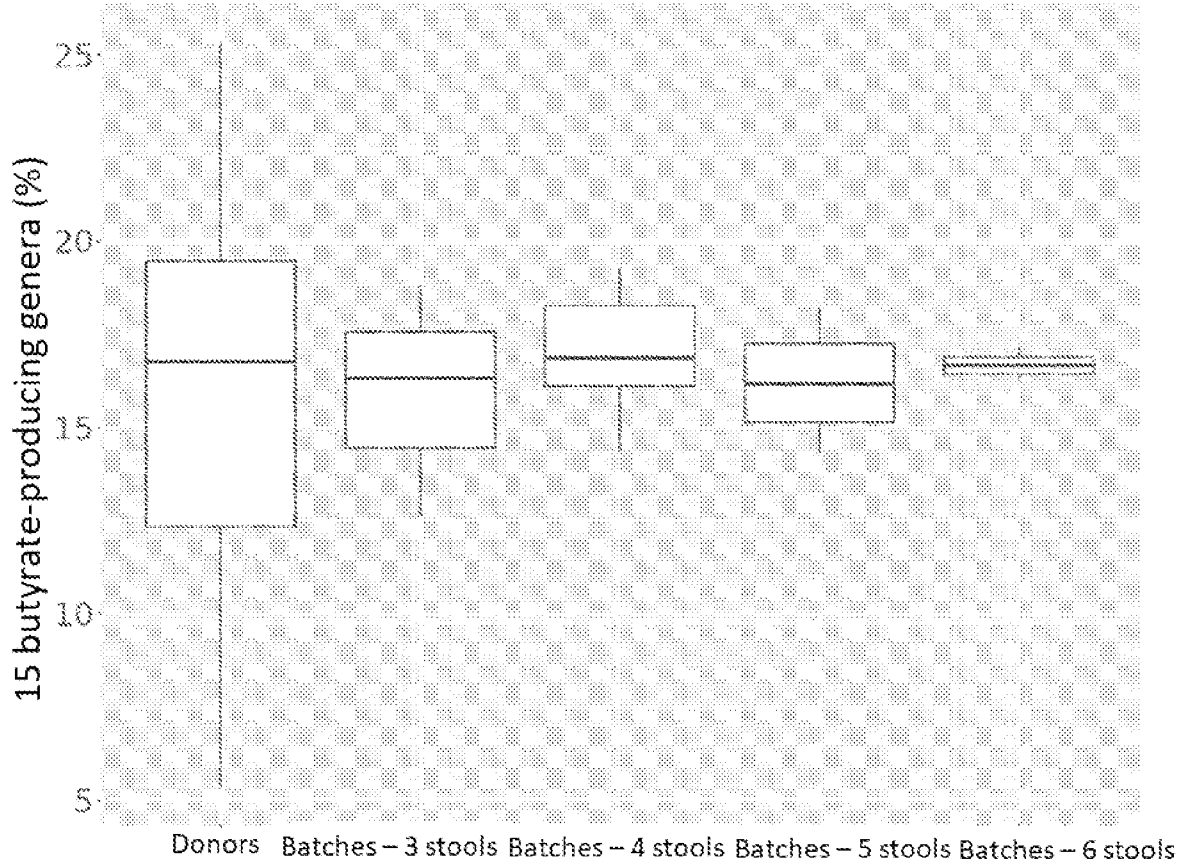 15 butyrate-producing genera (%)
25
20
15
10
5
Donors
Batches – 3 stools
Batches – 4 stools
Batches – 5 stools
Batches – 6 stools